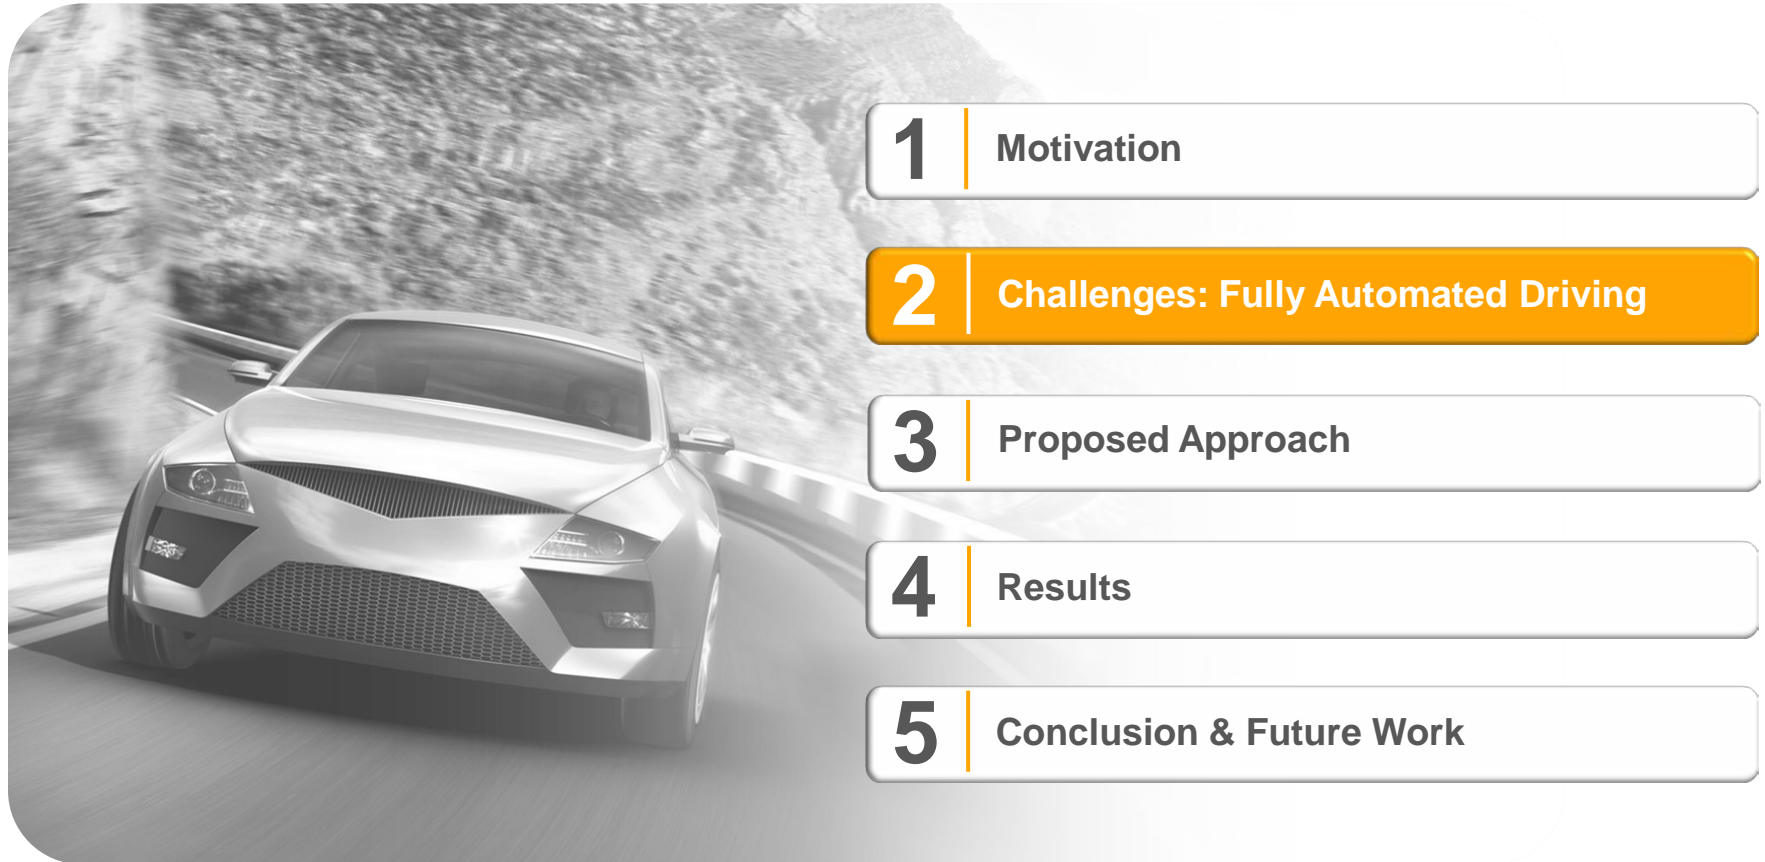 1 Motivation
2 Challenges: Fully Automated Driving
3 Proposed Approach
4 Results
5 Conclusion & Future Work